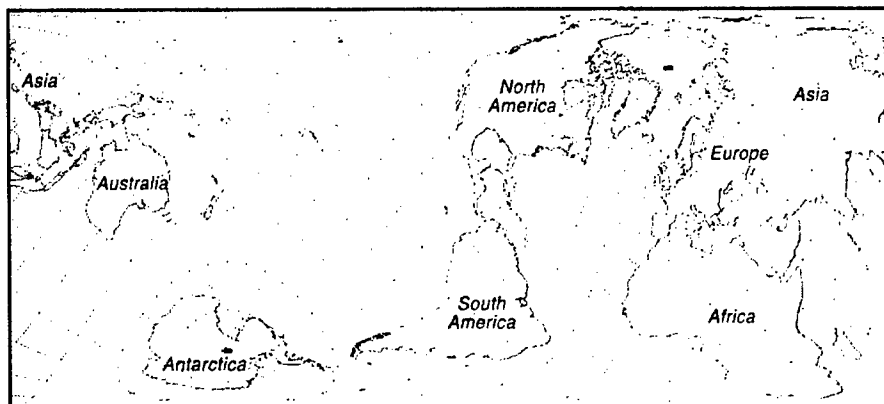 Asia
North
America
Asia
Europe
Australia
South
America
Africa
Antarctica